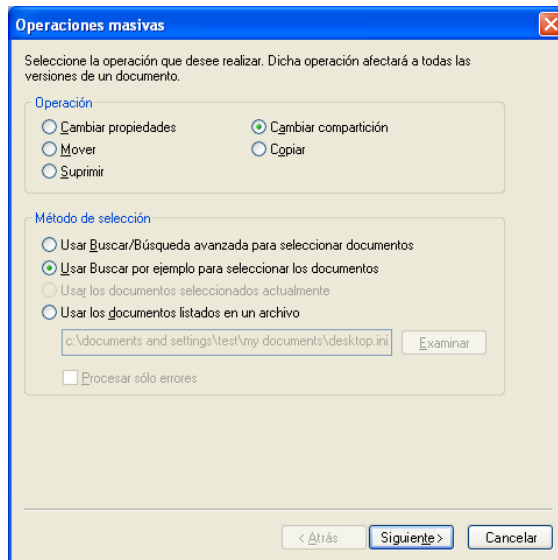 Operaciones masivas
Seleccione la operación que desee realizar. Dicha operación afectará a todas las
versiones de un documento.
Operación
Cambiar propiedades
Cambiar compartición
Mover
Copiar
Suprimir
Método de selección
Usar Buscar/Búsqueda avanzada para seleccionar documentos
Usar Buscar por ejemplo para seleccionar los documentos
Usar los documentos seleccionados actualmente
Usar los documentos listados en un archivo
c:\documents and settings\test\my documents\desktop.ini
Examinar
Procesar sólo errores
< Atrás
Siguiente >
Cancelar